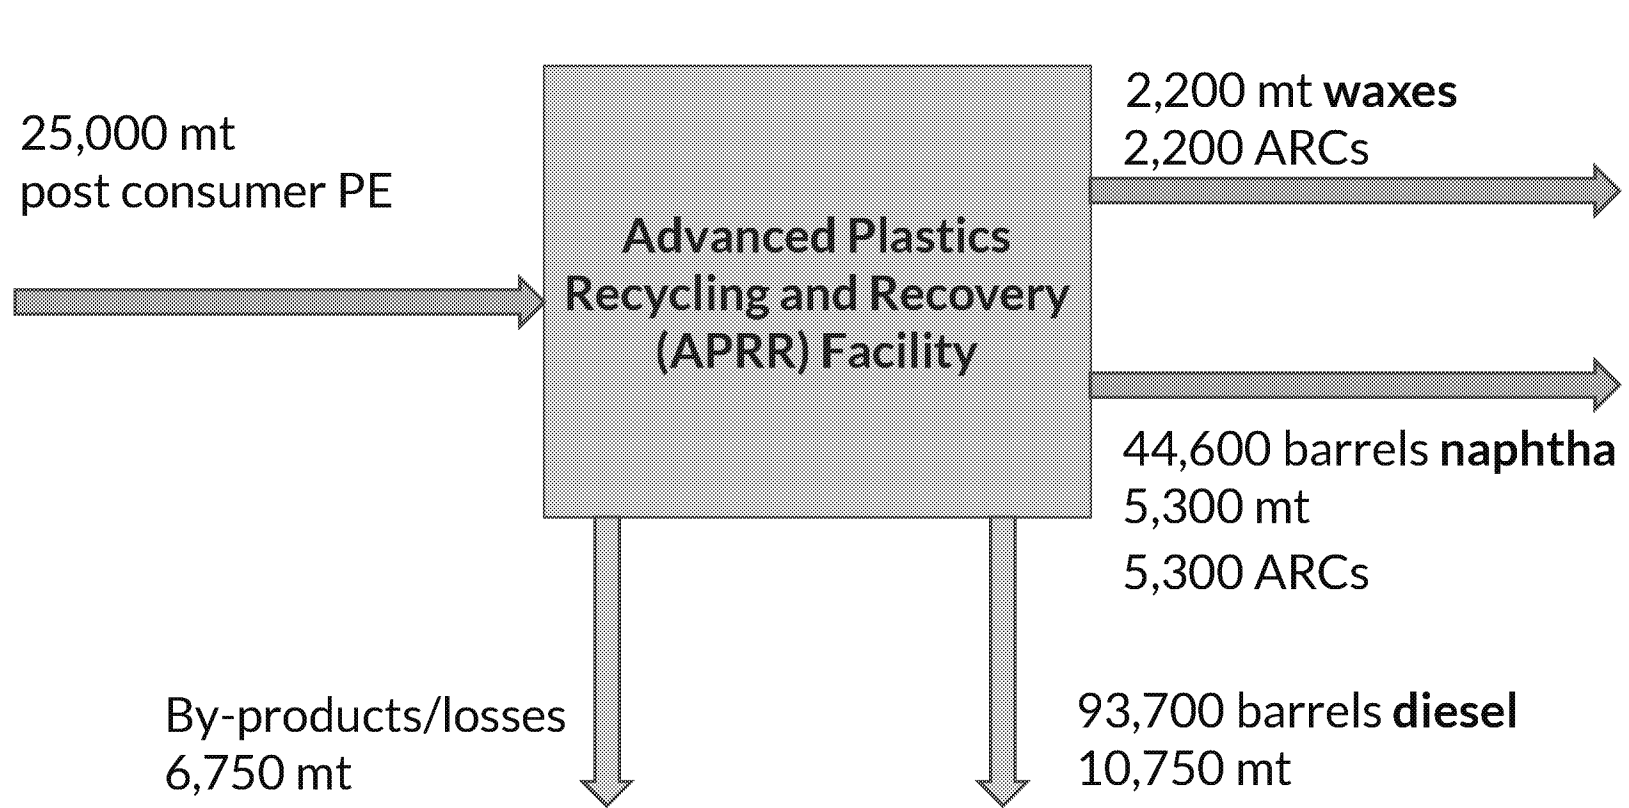 25,000 mt
post consumer PE
Advanced Plastics
Recycling and Recovery
(APRR) Facility
2,200 mt waxes
2,200 ARCs
44,600 barrels naphtha
5,300 mt
5,300 ARCs
By-products/losses
6,750 mt
93,700 barrels diesel
10,750 mt